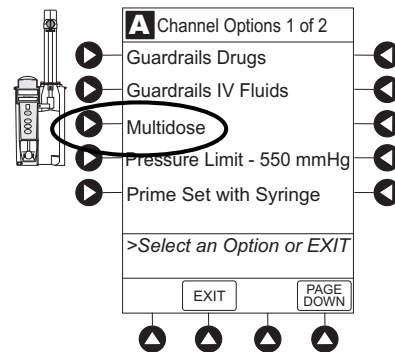 A Channel Options 1 of 2
Guardrails Drugs
Guardrails IV Fluids
Multidose
Pressure Limit - 550 mmHg
Prime Set with Syringe
>Select an Option or EXIT
EXIT
PAGE
DOWN